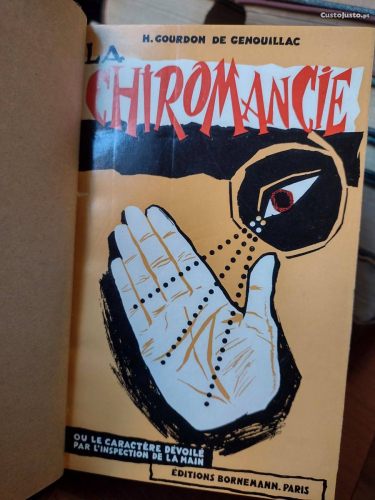 CustoJusto.pt
H. GOURDON DE GENOUILLAC
LA
CHIROMANCIE
OU LE CARACTÈRE DÉVOILÉ
PAR L'INSPECTION DE LA MAIN
ÉDITIONS BORNEMANN-PARIS